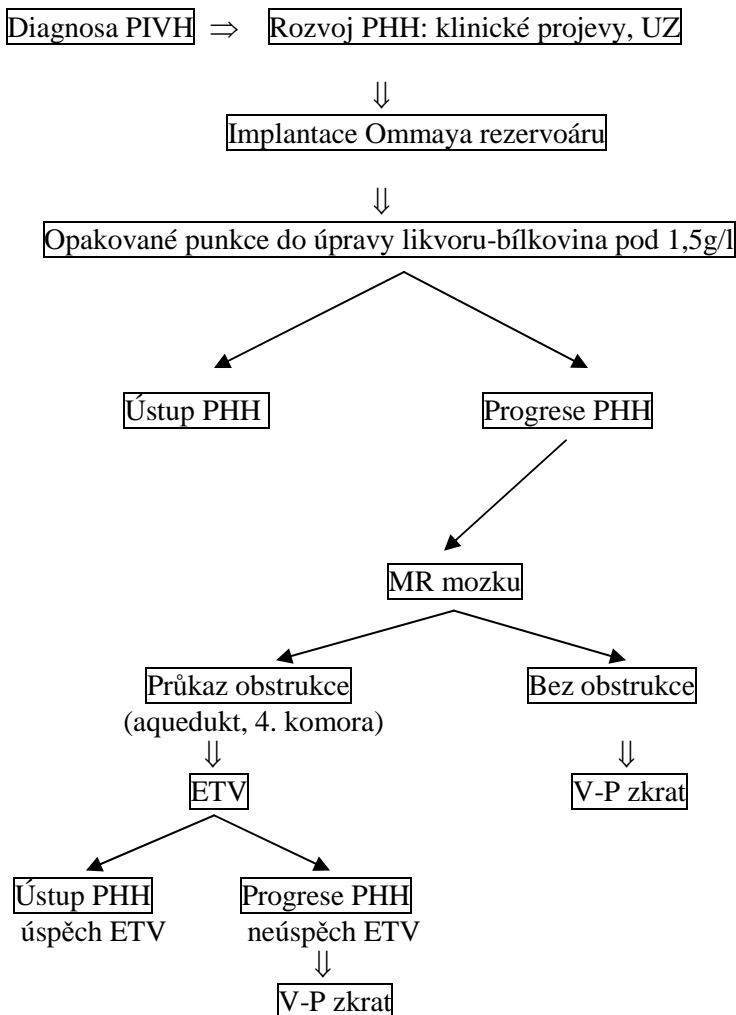 Diagnosa PIVH ⇒ Rozvoj PHH: klinické projevy, UZ
⇓
Implantace Ommaya rezervoáru
⇓
Opakované punkce do úpravy likvoru-bílkovina pod 1,5g/l
Ústup PHH Progrese PHH
MR mozku
Průkaz obstrukce Bez obstrukce
(aquedukt, 4. komora)
⇓ ⇓
ETV V-P zkrat
Ústup PHH Progrese PHH
úspěch ETV neúspěch ETV
⇓
V-P zkrat